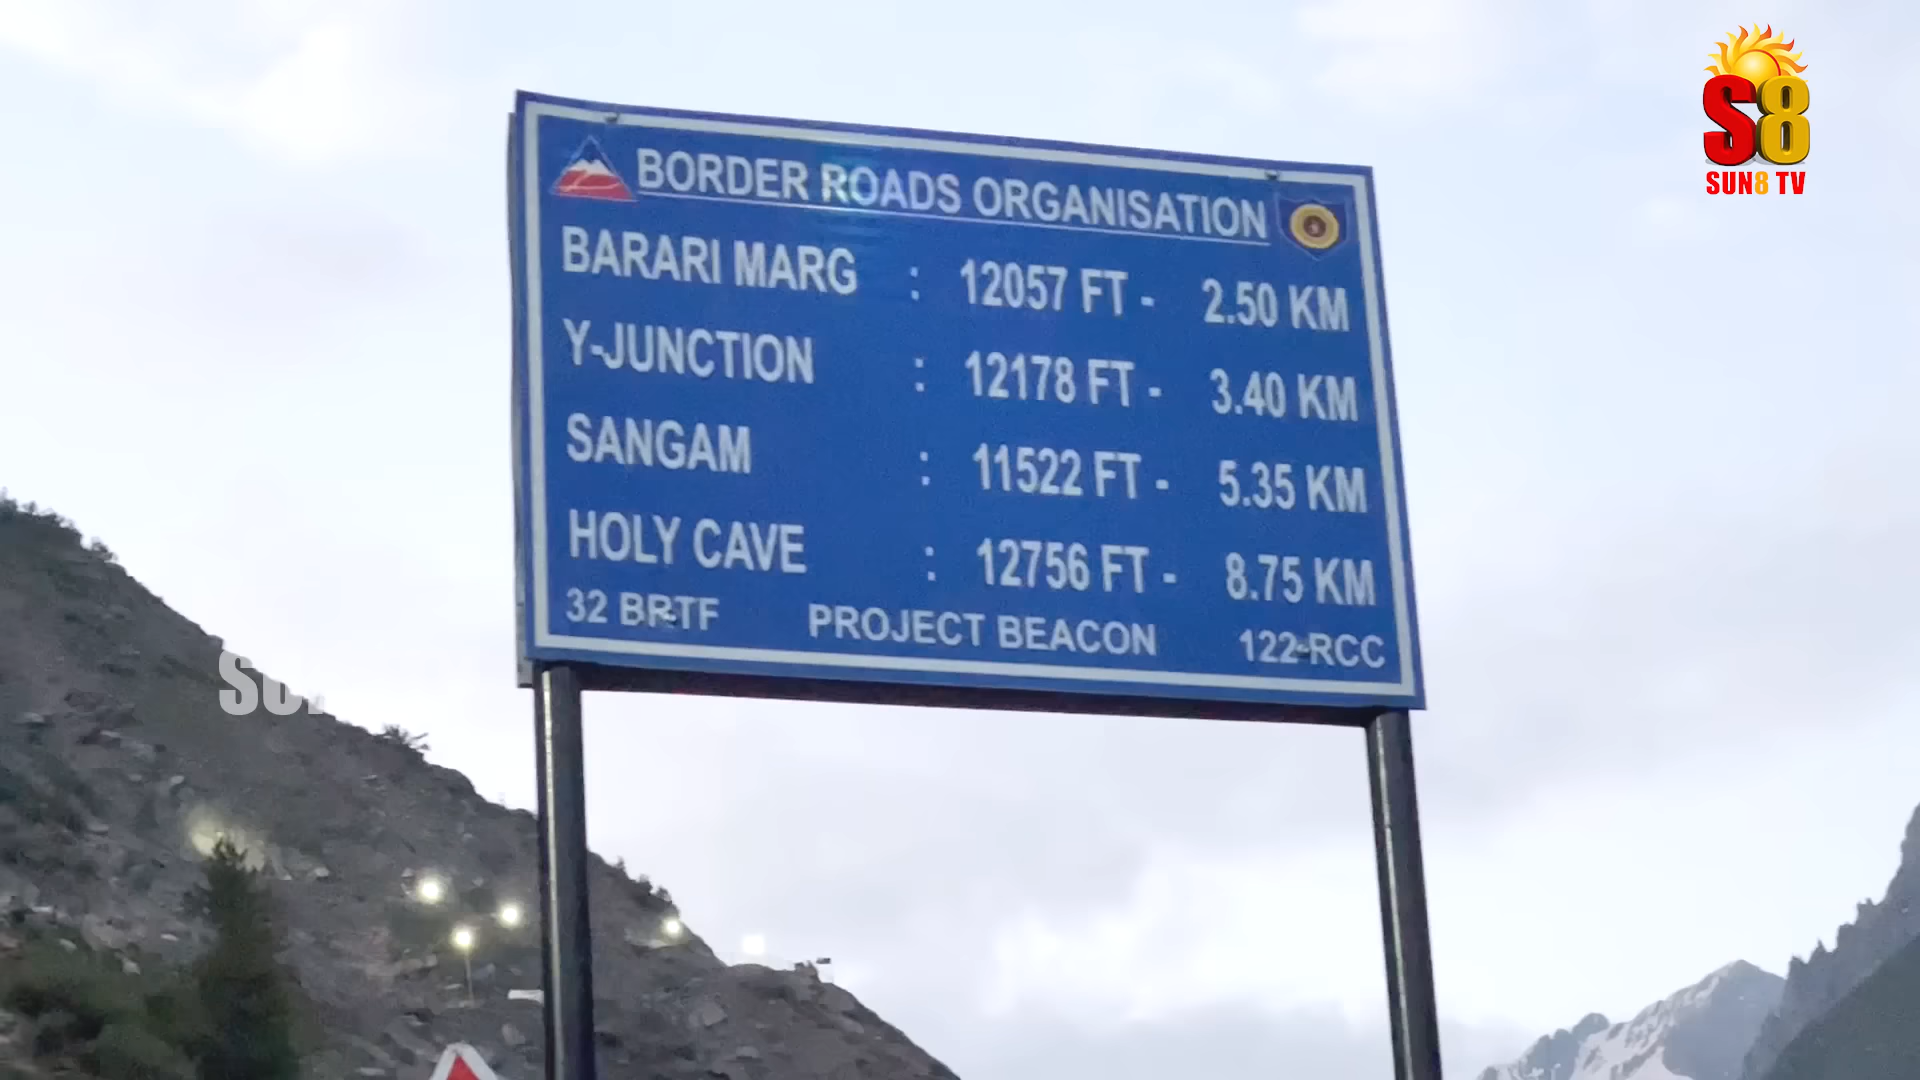 S8
SUN8 TV
BORDER ROADS ORGANISATION
BARARI MARG : 12057 FT - 2.50 KM
Y-JUNCTION : 12178 FT - 3.40 KM
SANGAM : 11522 FT - 5.35 KM
HOLY CAVE : 12756 FT - 8.75 KM
32 BRTF PROJECT BEACON 122-RCC